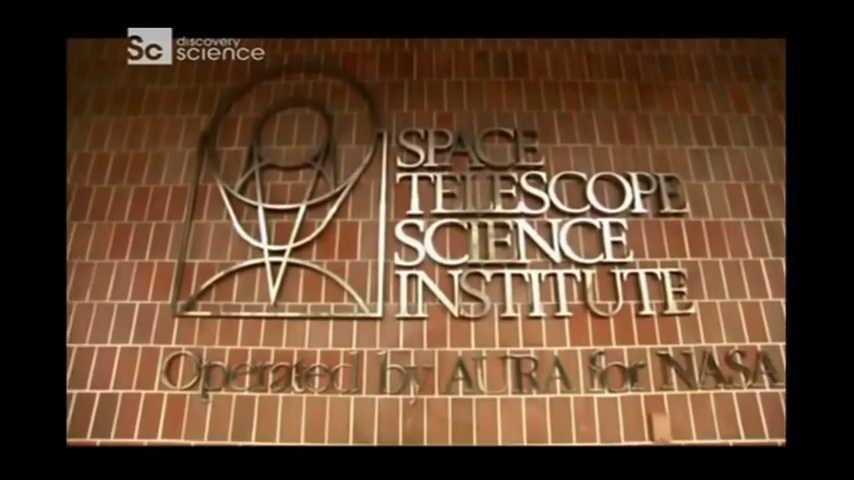 Sc discovery
science
SPACE
TELESCOPE
SCIENCE
INSTITUTE
Operated by AURA for NASA